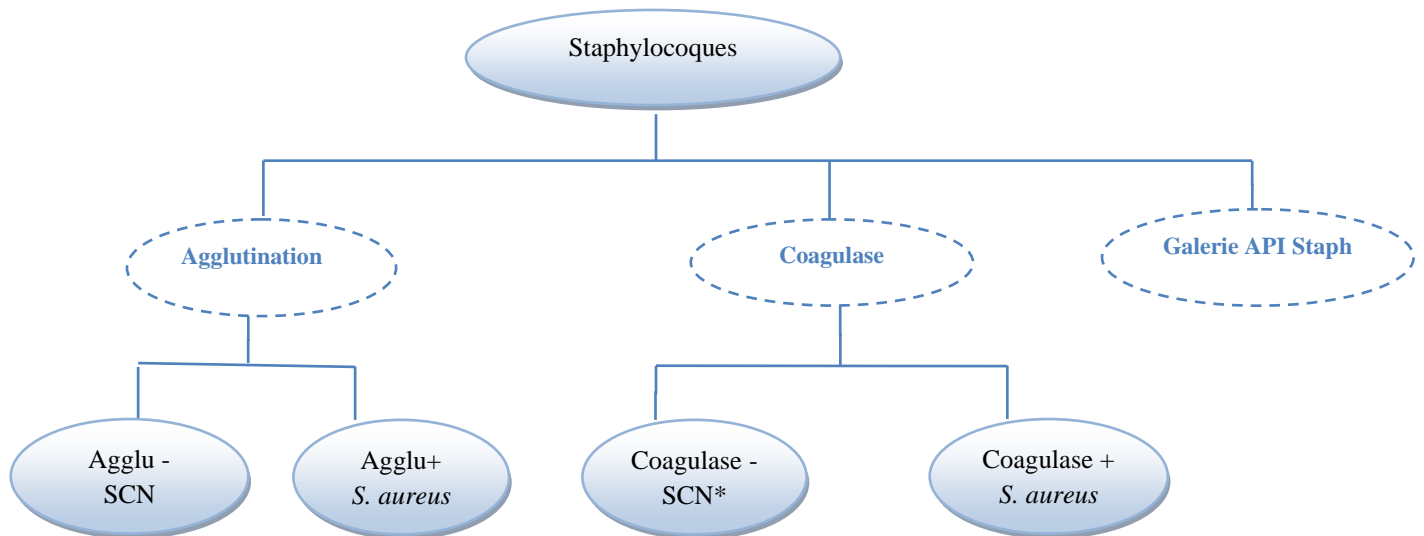 Staphylocoques
Agglutination
Coagulase
Galerie API Staph
Agglu -
SCN
Agglu+
S. aureus
Coagulase -
SCN*
Coagulase +
S. aureus